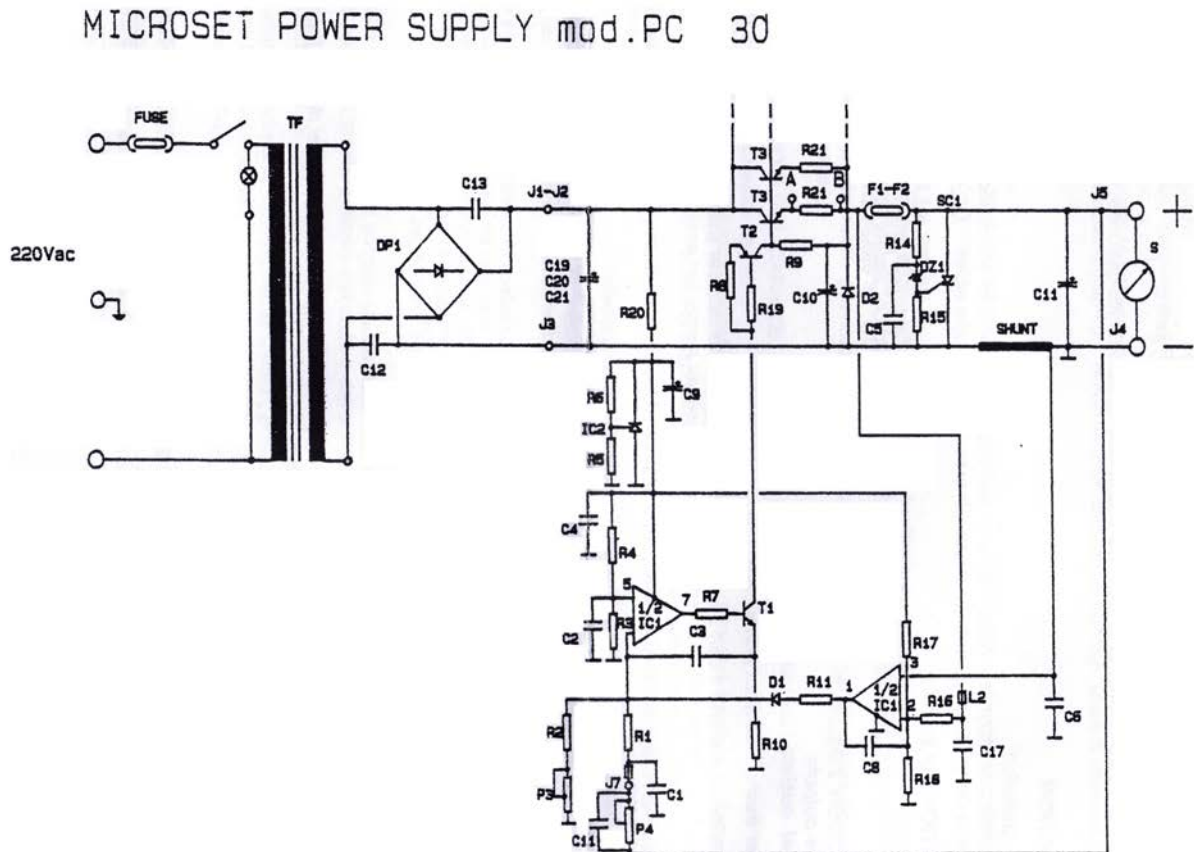 MICROSET POWER SUPPLY mod.PC 30
FUSE
TF
C13
J1-J2
T3
R21
A
B
T3
R21
F1-F2
SC1
J5
+
T2
R14
220Vac
DP1
C19
C20
C21
R20
R8
R9
R19
C10
D2
DZ1
C5
R15
C11
S
C12
J3
SHUNT
J4
-
R6
C9
IC2
R5
C4
R4
5
1/2
IC1
7
R7
T1
C2
R3
C3
R17
3
D1
R11
1
1/2
IC1
2
R16
L2
C6
R2
R1
R10
C8
C17
R18
J7
P3
C1
C11
P4